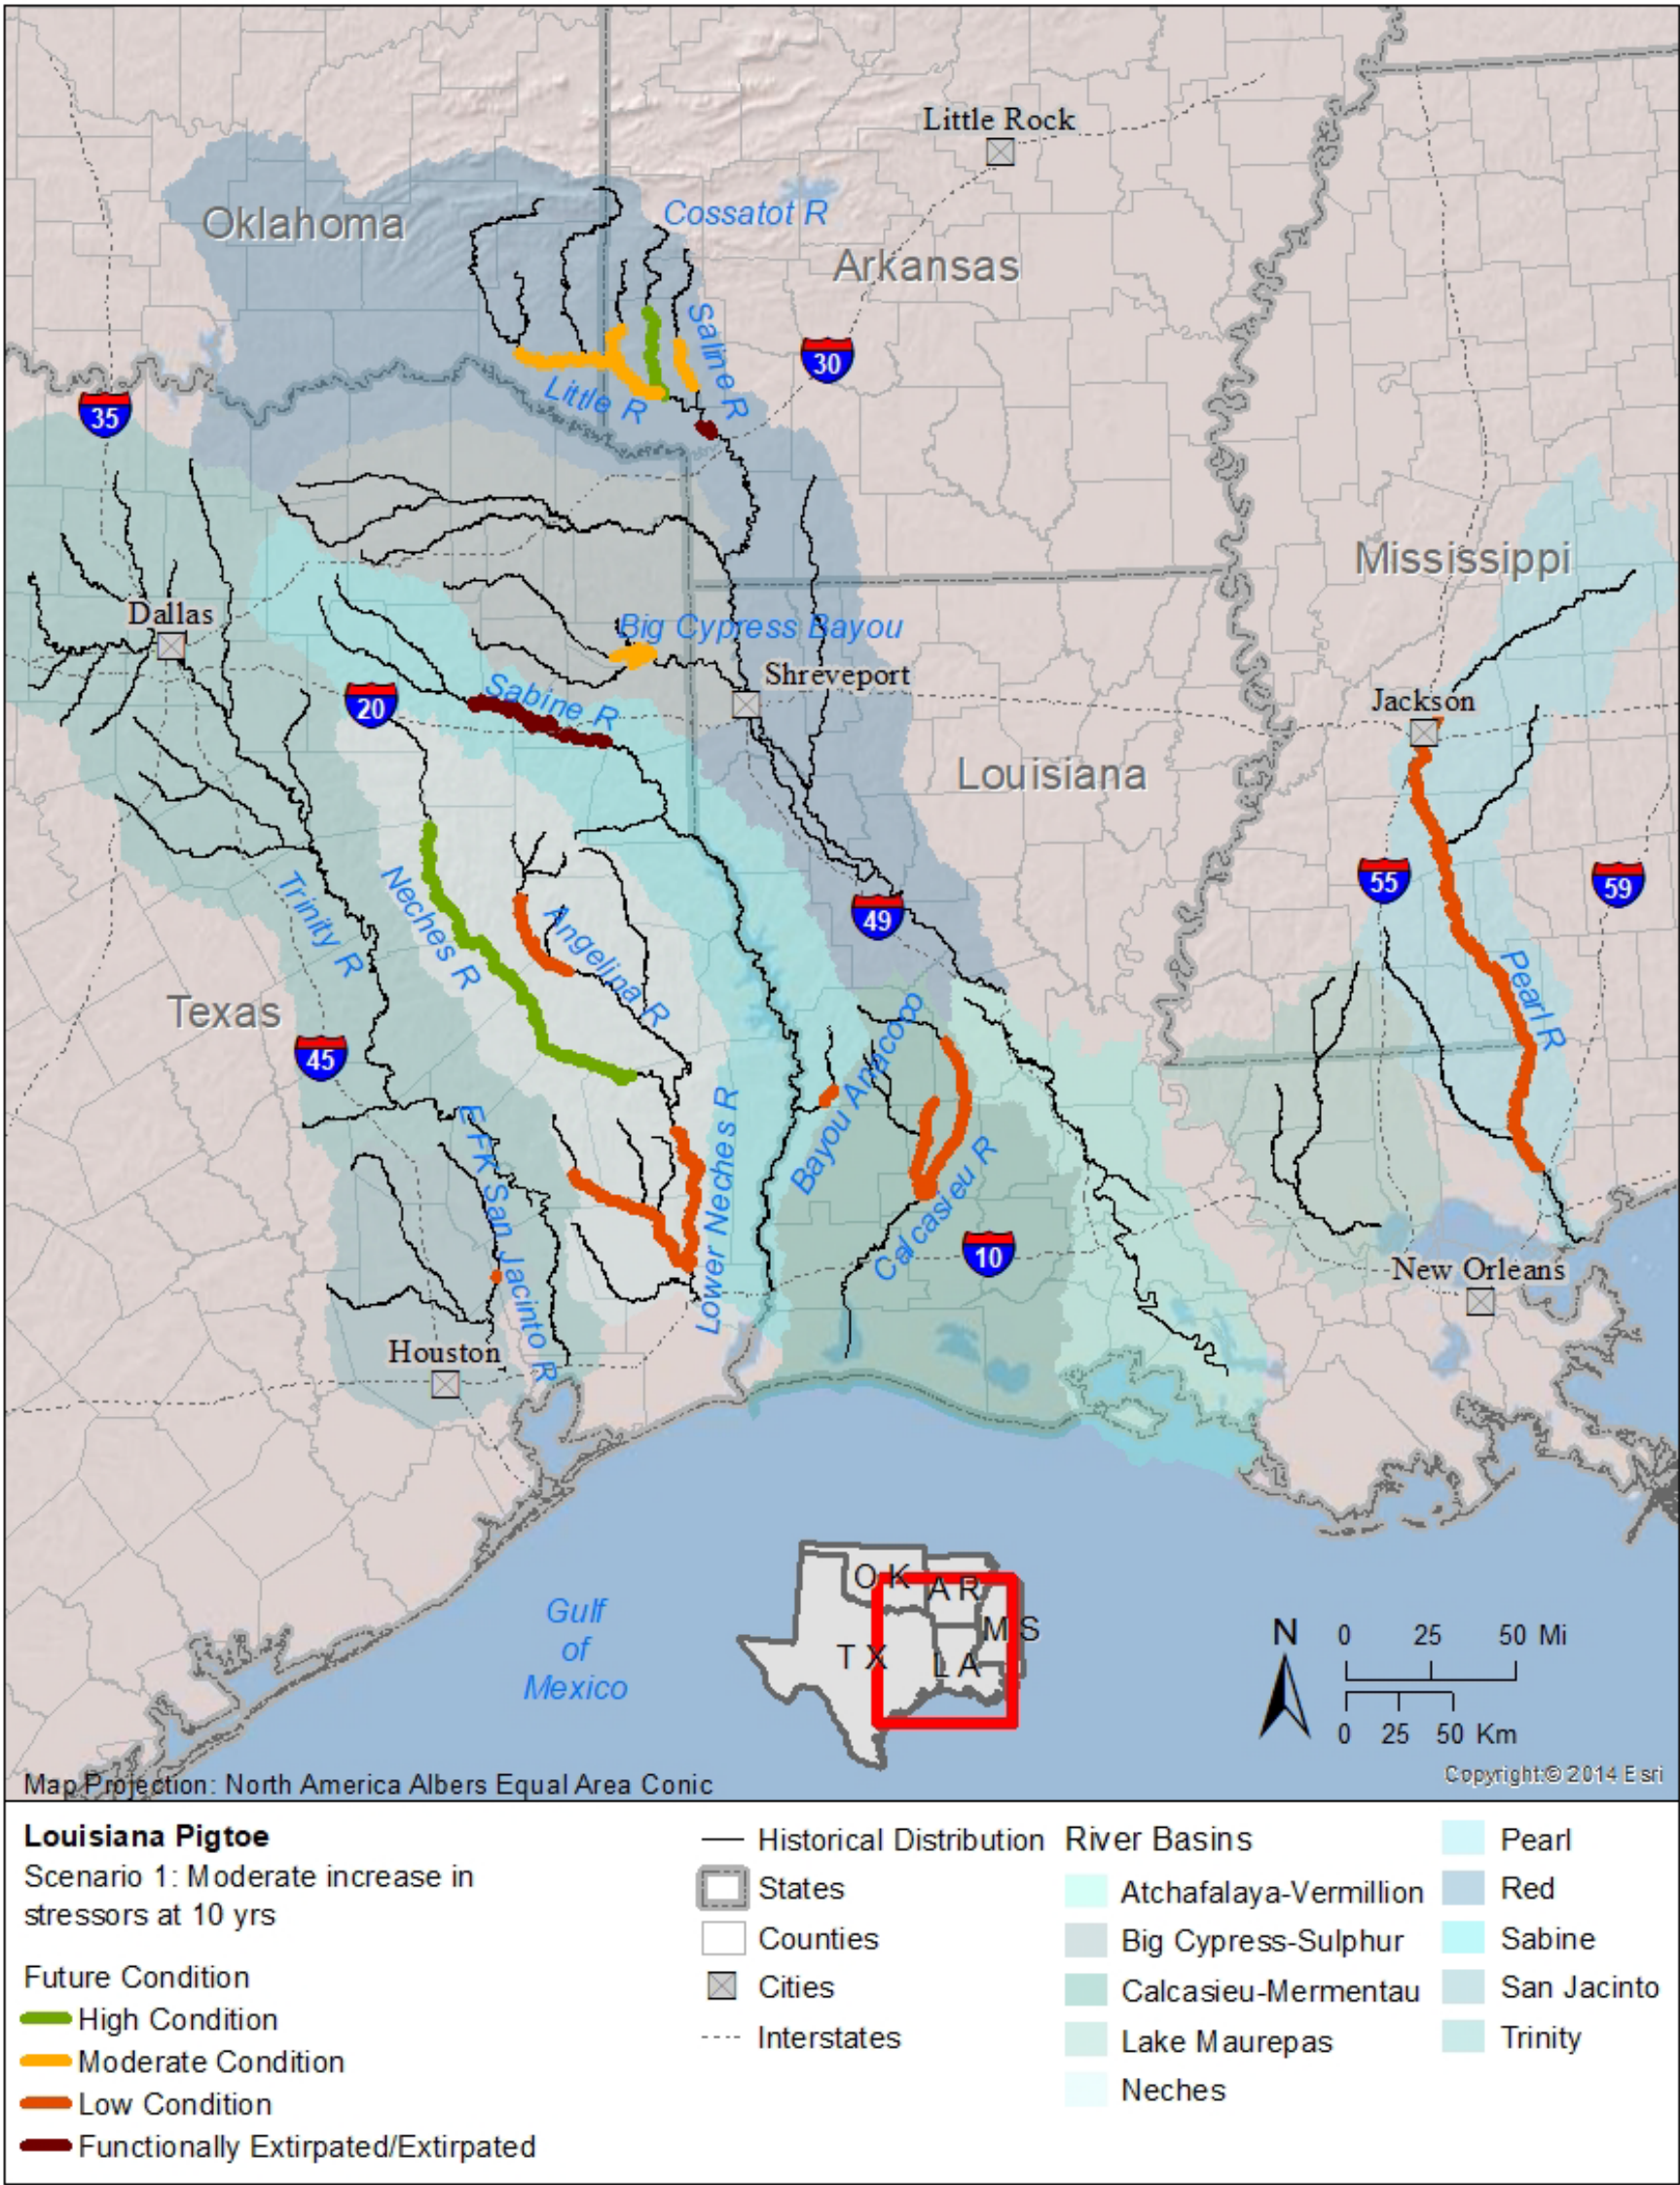 Little Rock
Cossatot R
Oklahoma
Arkansas
Saline R
30
Little R
35
Mississippi
Dallas
Big Cypress Bayou
Shreveport
Sabine R
20
Jackson
Louisiana
55
59
49
Trinity R
Neches R
Angelina R
Pearl R
Texas
45
Bayou Anacoco
E FK San Jacinto R
Lower Neches R
Calcasieu R
10
New Orleans
Houston
Gulf
of
Mexico
OK
AR
MS
TX
LA
N
0 25 50 Mi
0 25 50 Km
Map Projection: North America Albers Equal Area Conic
Copyright:© 2014 Esri
Louisiana Pigtoe
Scenario 1: Moderate increase in
stressors at 10 yrs
Future Condition
High Condition
Moderate Condition
Low Condition
Functionally Extirpated/Extirpated
Historical Distribution
States
Counties
Cities
Interstates
River Basins
Atchafalaya-Vermillion
Big Cypress-Sulphur
Calcasieu-Mermentau
Lake Maurepas
Neches
Pearl
Red
Sabine
San Jacinto
Trinity